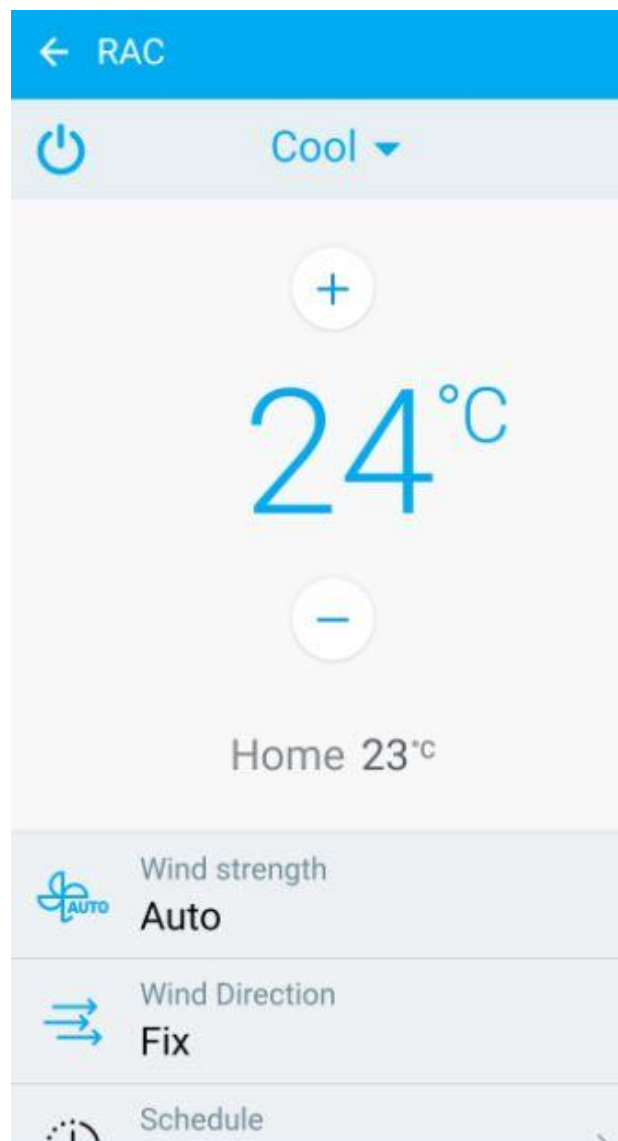 RAC
Cool
24°C
Home 23°C
Wind strength
AUTO
Auto
Wind Direction
Fix
Schedule